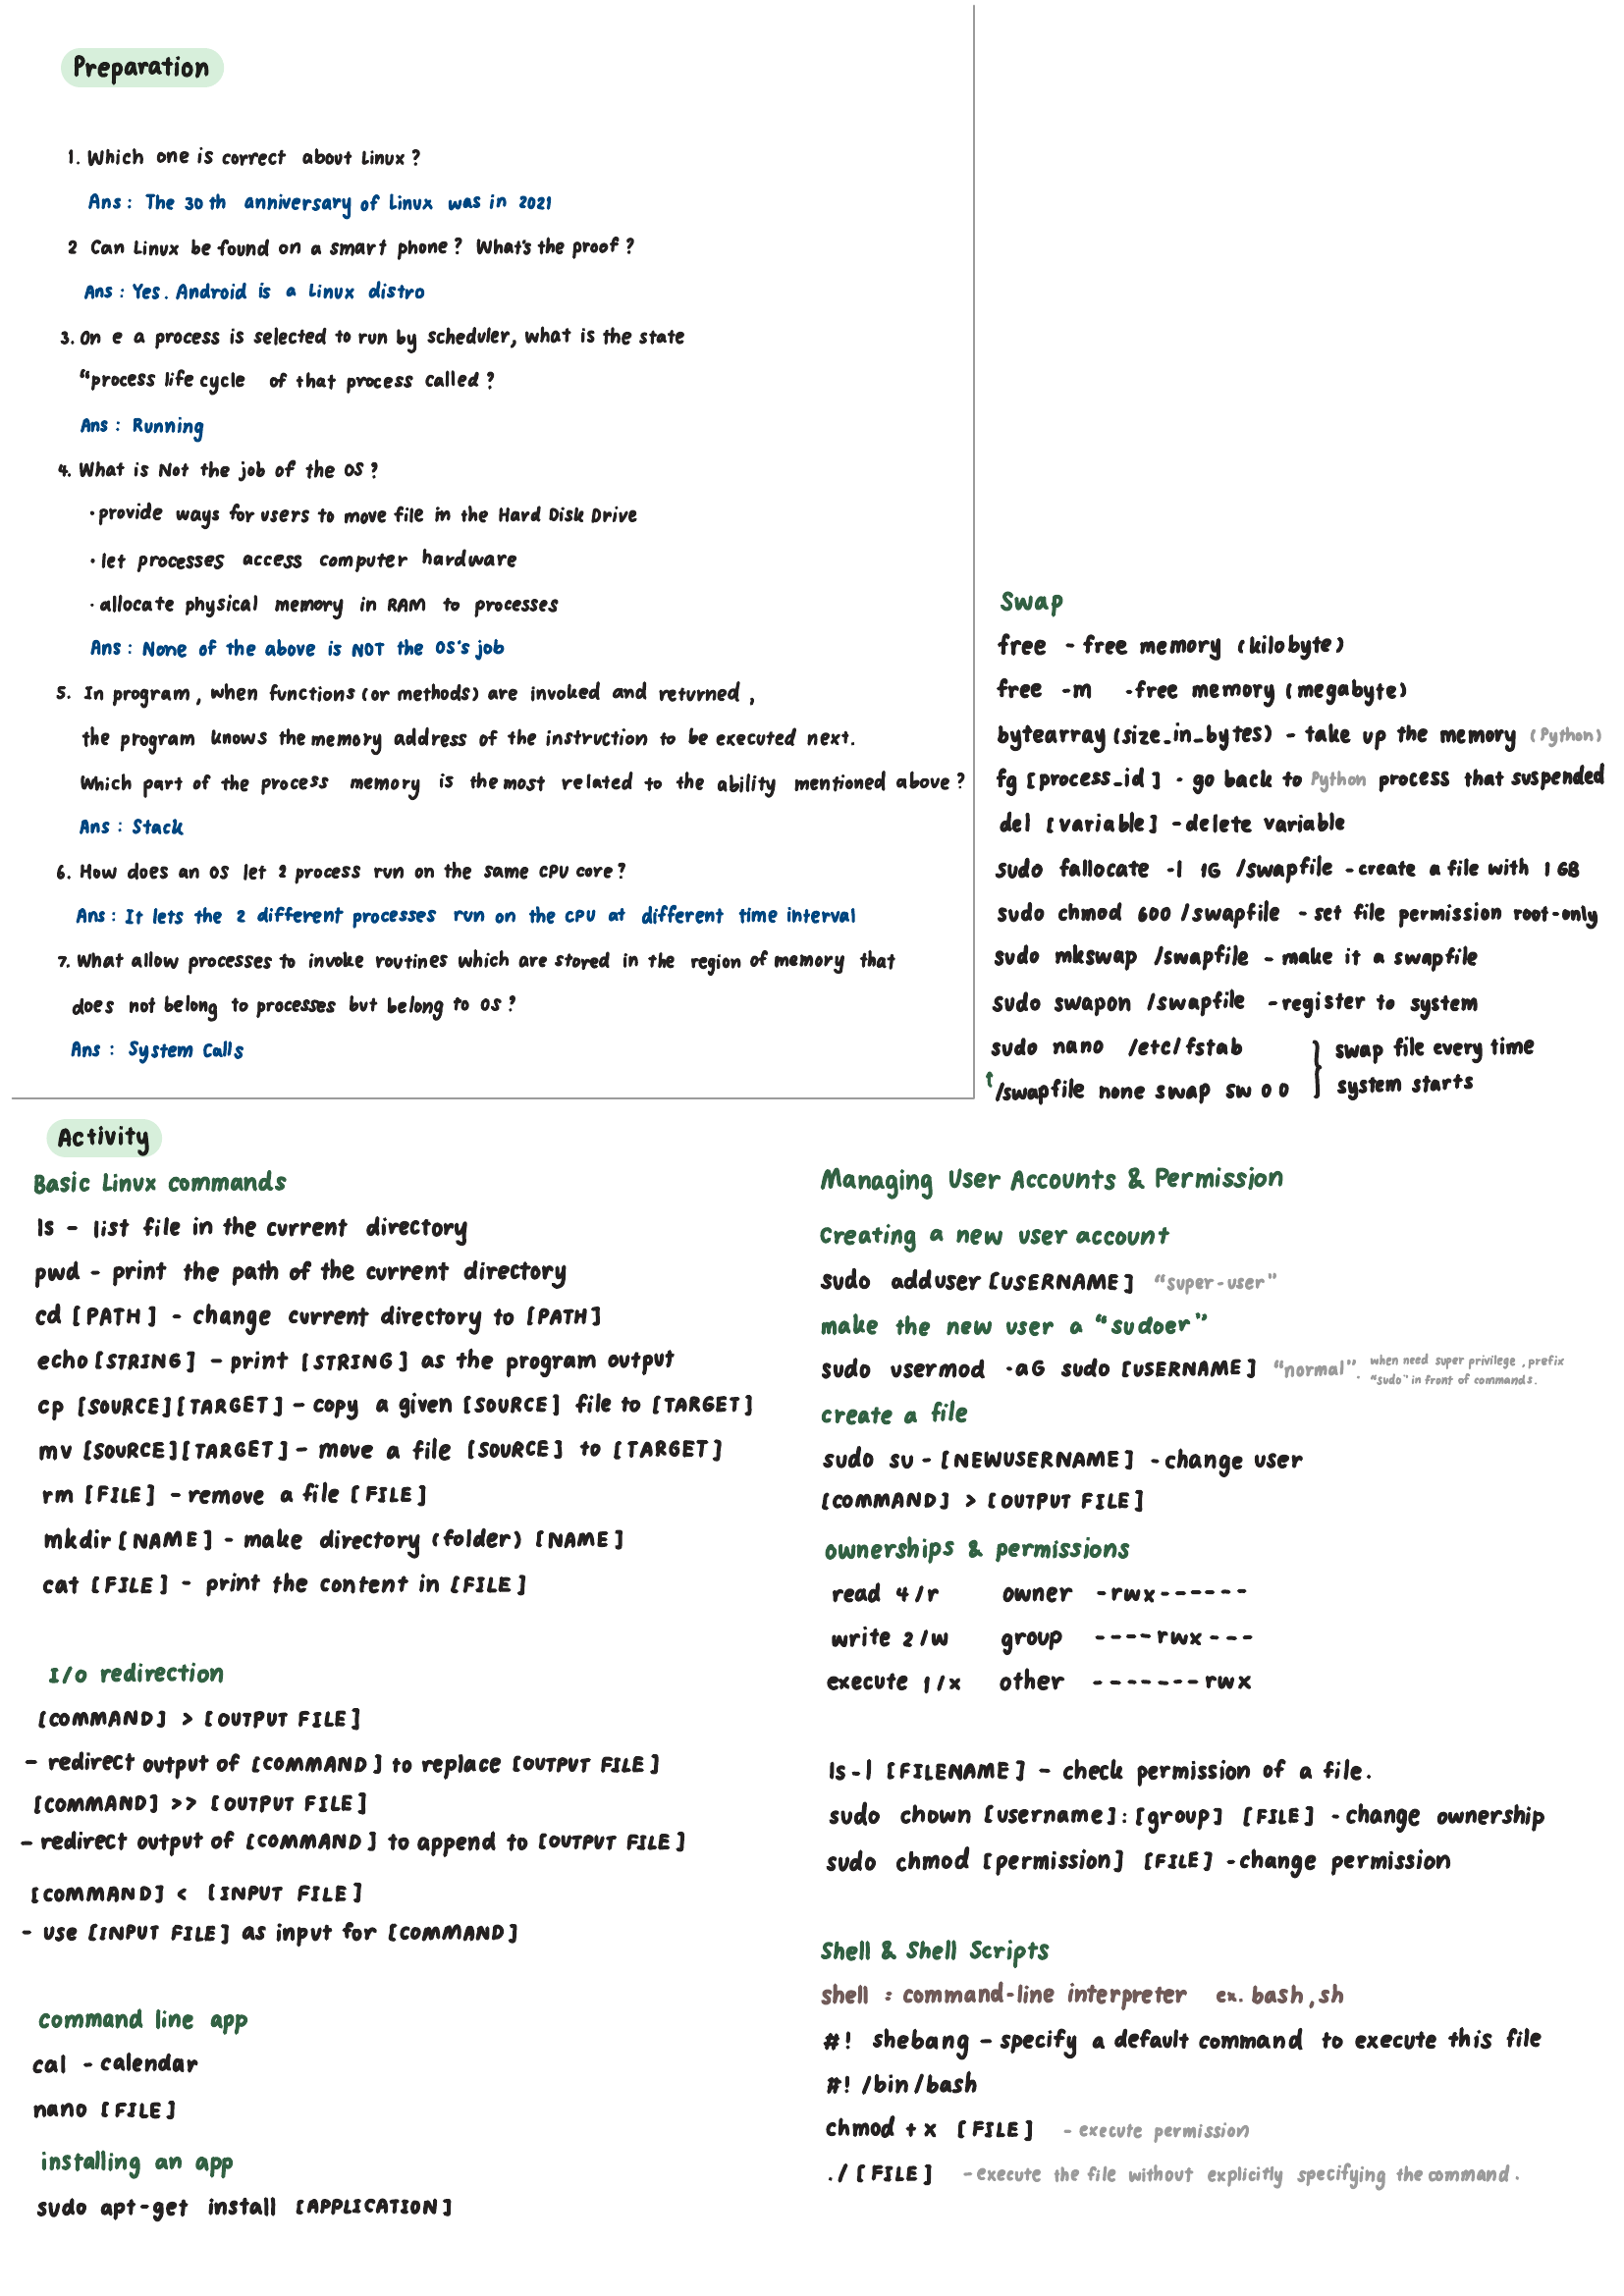 Preparation
1. Which one is correct about Linux?
Ans: The 30th anniversary of Linux was in 2021
2 Can Linux be found on a smart phone? What's the proof?
Ans: Yes. Android is a Linux distro
3. On e a process is selected to run by scheduler, what is the state
"process life cycle of that process called?
Ans: Running
4. What is Not the job of the OS?
· provide ways for users to move file in the Hard Disk Drive
· let processes access computer hardware
· allocate physical memory in RAM to processes
Ans: None of the above is NOT the OS's job
5. In program, when functions (or methods) are invoked and returned,
the program knows the memory address of the instruction to be executed next.
Which part of the process memory is the most related to the ability mentioned above?
Ans: Stack
6. How does an OS let 2 process run on the same CPU core?
Ans: It lets the 2 different processes run on the CPU at different time interval
7. What allow processes to invoke routines which are stored in the region of memory that
does not belong to processes but belong to OS?
Ans: System Calls
Swap
free - free memory (kilobyte)
free -m - free memory (megabyte)
bytearray(size_in_bytes) - take up the memory (Python)
fg [process_id] - go back to Python process that suspended
del [variable] - delete variable
sudo fallocate -l 1G /swapfile - create a file with 1 GB
sudo chmod 600 /swapfile - set file permission root-only
sudo mkswap /swapfile - make it a swapfile
sudo swapon /swapfile - register to system
sudo nano /etc/fstab } swap file every time
↑ /swapfile none swap sw 0 0 system starts
Activity
Basic Linux commands
ls - list file in the current directory
pwd - print the path of the current directory
cd [PATH] - change current directory to [PATH]
echo [STRING] - print [STRING] as the program output
cp [SOURCE][TARGET] - copy a given [SOURCE] file to [TARGET]
mv [SOURCE][TARGET] - move a file [SOURCE] to [TARGET]
rm [FILE] - remove a file [FILE]
mkdir [NAME] - make directory (folder) [NAME]
cat [FILE] - print the content in [FILE]
I/O redirection
[COMMAND] > [OUTPUT FILE]
- redirect output of [COMMAND] to replace [OUTPUT FILE]
[COMMAND] >> [OUTPUT FILE]
- redirect output of [COMMAND] to append to [OUTPUT FILE]
[COMMAND] < [INPUT FILE]
- use [INPUT FILE] as input for [COMMAND]
command line app
cal - calendar
nano [FILE]
installing an app
sudo apt-get install [APPLICATION]
Managing User Accounts & Permission
creating a new user account
sudo adduser [USERNAME] "super-user"
make the new user a "sudoer"
sudo usermod -aG sudo [USERNAME] "normal". when need super privilege, prefix
"sudo" in front of commands.
create a file
sudo su - [NEWUSERNAME] - change user
[COMMAND] > [OUTPUT FILE]
ownerships & permissions
read 4/r owner -rwx------
write 2/w group ----rwx---
execute 1/x other -------rwx
ls -l [FILENAME] - check permission of a file.
sudo chown [username]:[group] [FILE] - change ownership
sudo chmod [permission] [FILE] - change permission
Shell & Shell Scripts
shell : command-line interpreter ex. bash, sh
#! shebang - specify a default command to execute this file
#! /bin/bash
chmod +x [FILE] - execute permission
./[FILE] - execute the file without explicitly specifying the command.